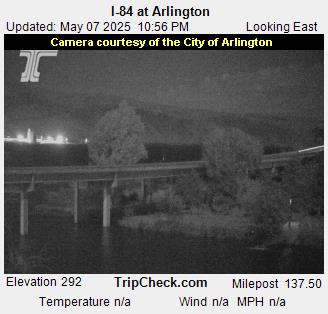 I-84 at Arlington
Updated: May 07 2025 10:56 PM Looking East
Camera courtesy of the City of Arlington
Elevation 292 TripCheck.com Milepost 137.50
Temperature n/a Wind n/a MPH n/a